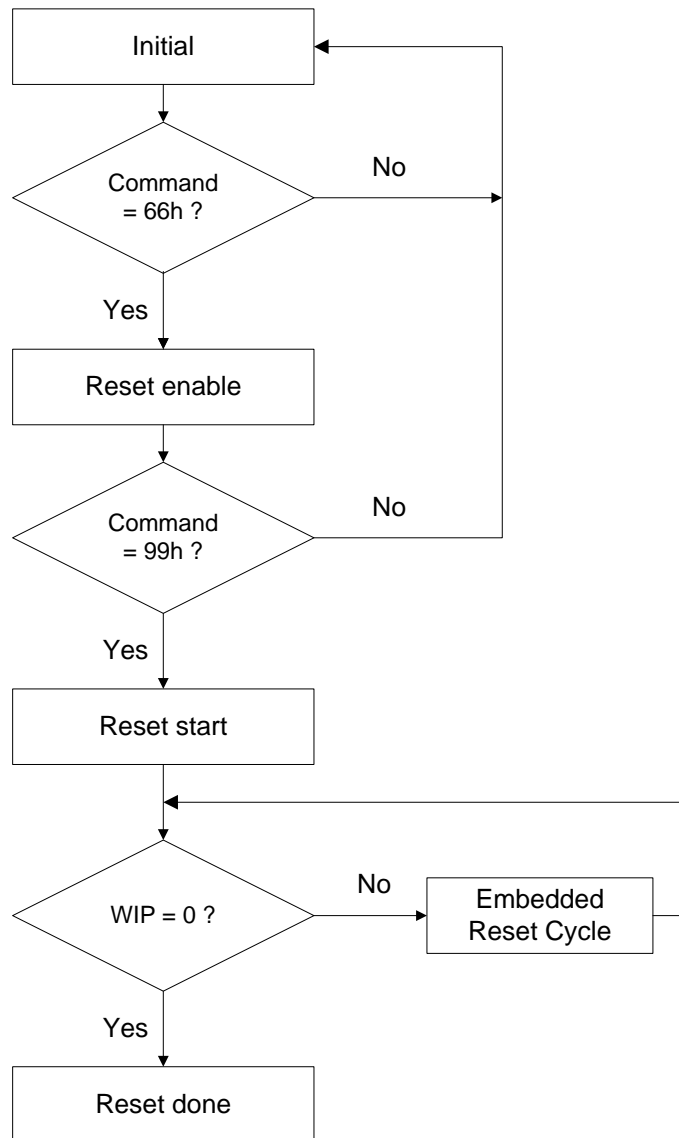 Initial
Command
= 66h ?
No
Yes
Reset enable
Command
= 99h ?
No
Yes
Reset start
WIP = 0 ?
No
Embedded
Reset Cycle
Yes
Reset done